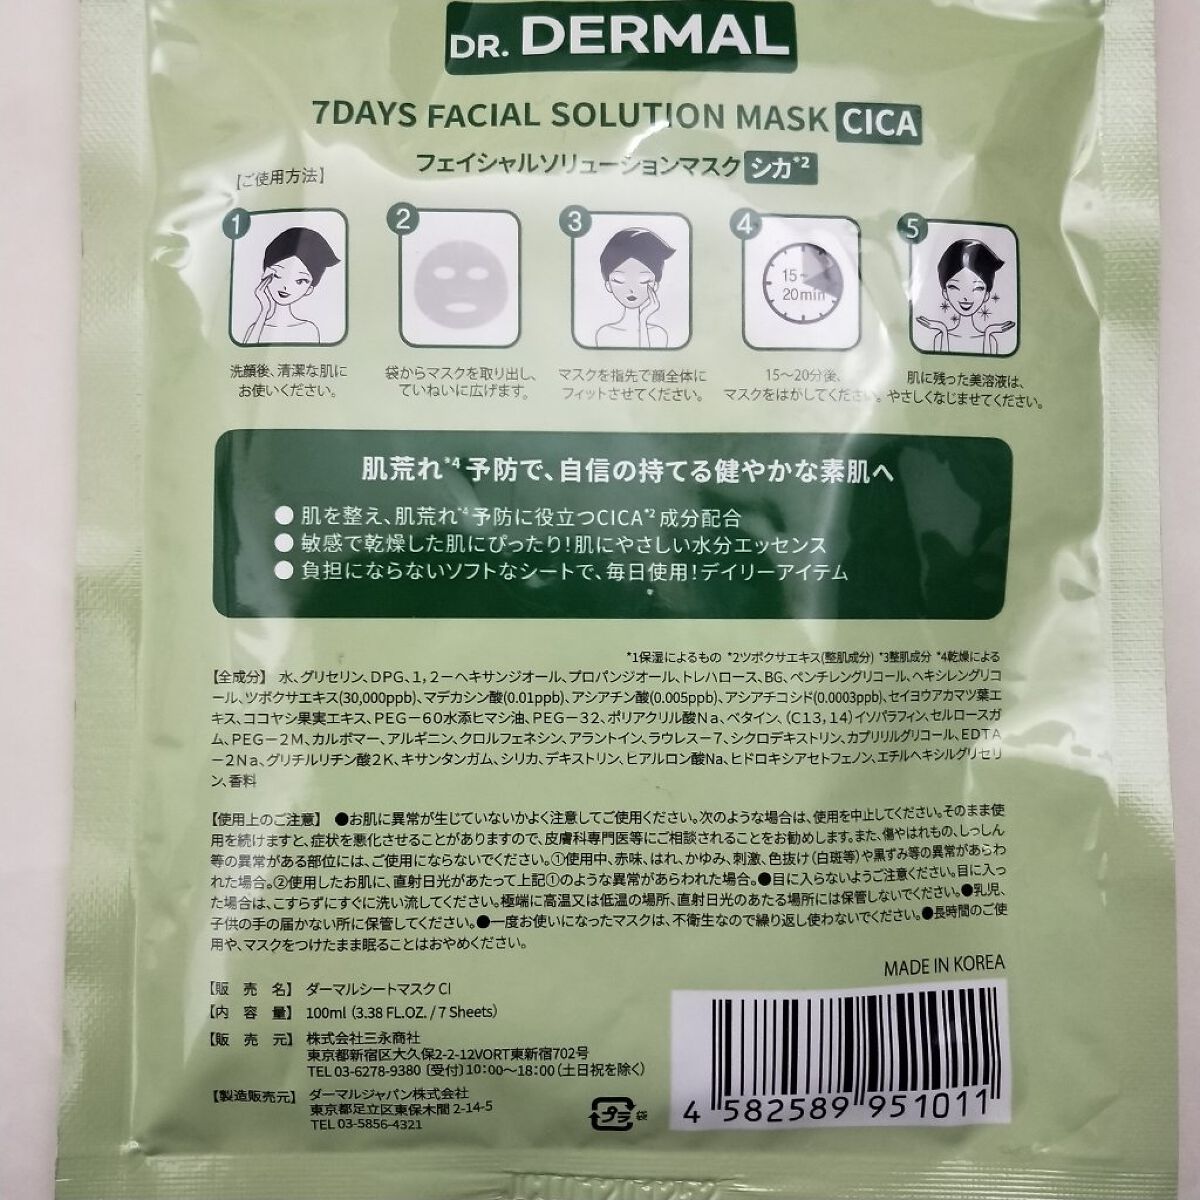 DR. DERMAL
7DAYS FACIAL SOLUTION MASK CICA
フェイシャルソリューションマスク シカ*2
【ご使用方法】
1
2
3
4
5
15~
20min
洗顔後、清潔な肌に
お使いください。
袋からマスクを取り出し、
ていねいに広げます。
マスクを指先で顔全体に
フィットさせてください。
15〜20分後、
マスクをはがしてください。
肌に残った美溶液は、
やさしくなじませてください。
肌荒れ*4予防で、自信の持てる健やかな素肌へ
● 肌を整え、肌荒れ*4予防に役立つCICA*2成分配合
● 敏感で乾燥した肌にぴったり！肌にやさしい水分エッセンス
● 負担にならないソフトなシートで、毎日使用！デイリーアイテム
*1保湿によるもの *2ツボクサエキス(整肌成分) *3整肌成分 *4乾燥による
【全成分】 水、グリセリン、DPG、1,2－ヘキサンジオール、プロパンジオール、トレハロース、BG、ペンチレングリコール、ヘキシレングリコ
ール、ツボクサエキス(30,000ppb)、マデカシン酸(0.01ppb)、アシアチン酸(0.005ppb)、アシアチコシド(0.0003ppb)、セイヨウアカマツ葉エ
キス、ココヤシ果実エキス、PEG－60水添ヒマシ油、PEG－32、ポリアクリル酸Na、ベタイン、(C13,14)イソパラフィン、セルロースガ
ム、PEG－2M、カルボマー、アルギニン、クロルフェネシン、アラントイン、ラウレス－7、シクロデキストリン、カプリリルグリコール、EDTA
－2Na、グリチルリチン酸2K、キサンタンガム、シリカ、デキストリン、ヒアルロン酸Na、ヒドロキシアセトフェノン、エチルヘキシルグリセリ
ン、香料
【使用上のご注意】 ●お肌に異常が生じていないかよく注意してご使用ください。次のような場合は、使用を中止してください。そのまま使
用を続けますと、症状を悪化させることがありますので、皮膚科専門医等にご相談されることをお勧めします。また、傷やはれもの、しっしん
等の異常がある部位には、ご使用にならないでください。①使用中、赤味、はれ、かゆみ、刺激、色抜け(白斑等)や黒ずみ等の異常があらわ
れた場合。②使用したお肌に、直射日光があたって上記①のような異常があらわれた場合。●目に入らないようご注意ください。目に入っ
た場合は、こすらずにすぐに洗い流してください。極端に高温又は低温の場所、直射日光のあたる場所には保管しないでください。●乳児、
子供の手の届かない所に保管してください。●一度お使いになったマスクは、不衛生なので繰り返し使わないでください。●長時間のご使
用や、マスクをつけたまま眠ることはおやめください。
MADE IN KOREA
【販 売 名】 ダーマルシートマスク CI
【内 容 量】 100ml (3.38 FL.OZ. / 7 Sheets)
【販 売 元】 株式会社三永商社
東京都新宿区大久保2-2-12VORT東新宿702号
TEL 03-6278-9380 〔受付〕10：00〜18：00（土日祝を除く）
【製造販売元】 ダーマルジャパン株式会社
東京都足立区東保木間 2-14-5
TEL 03-5856-4321
プラ 袋
4 582589 951011